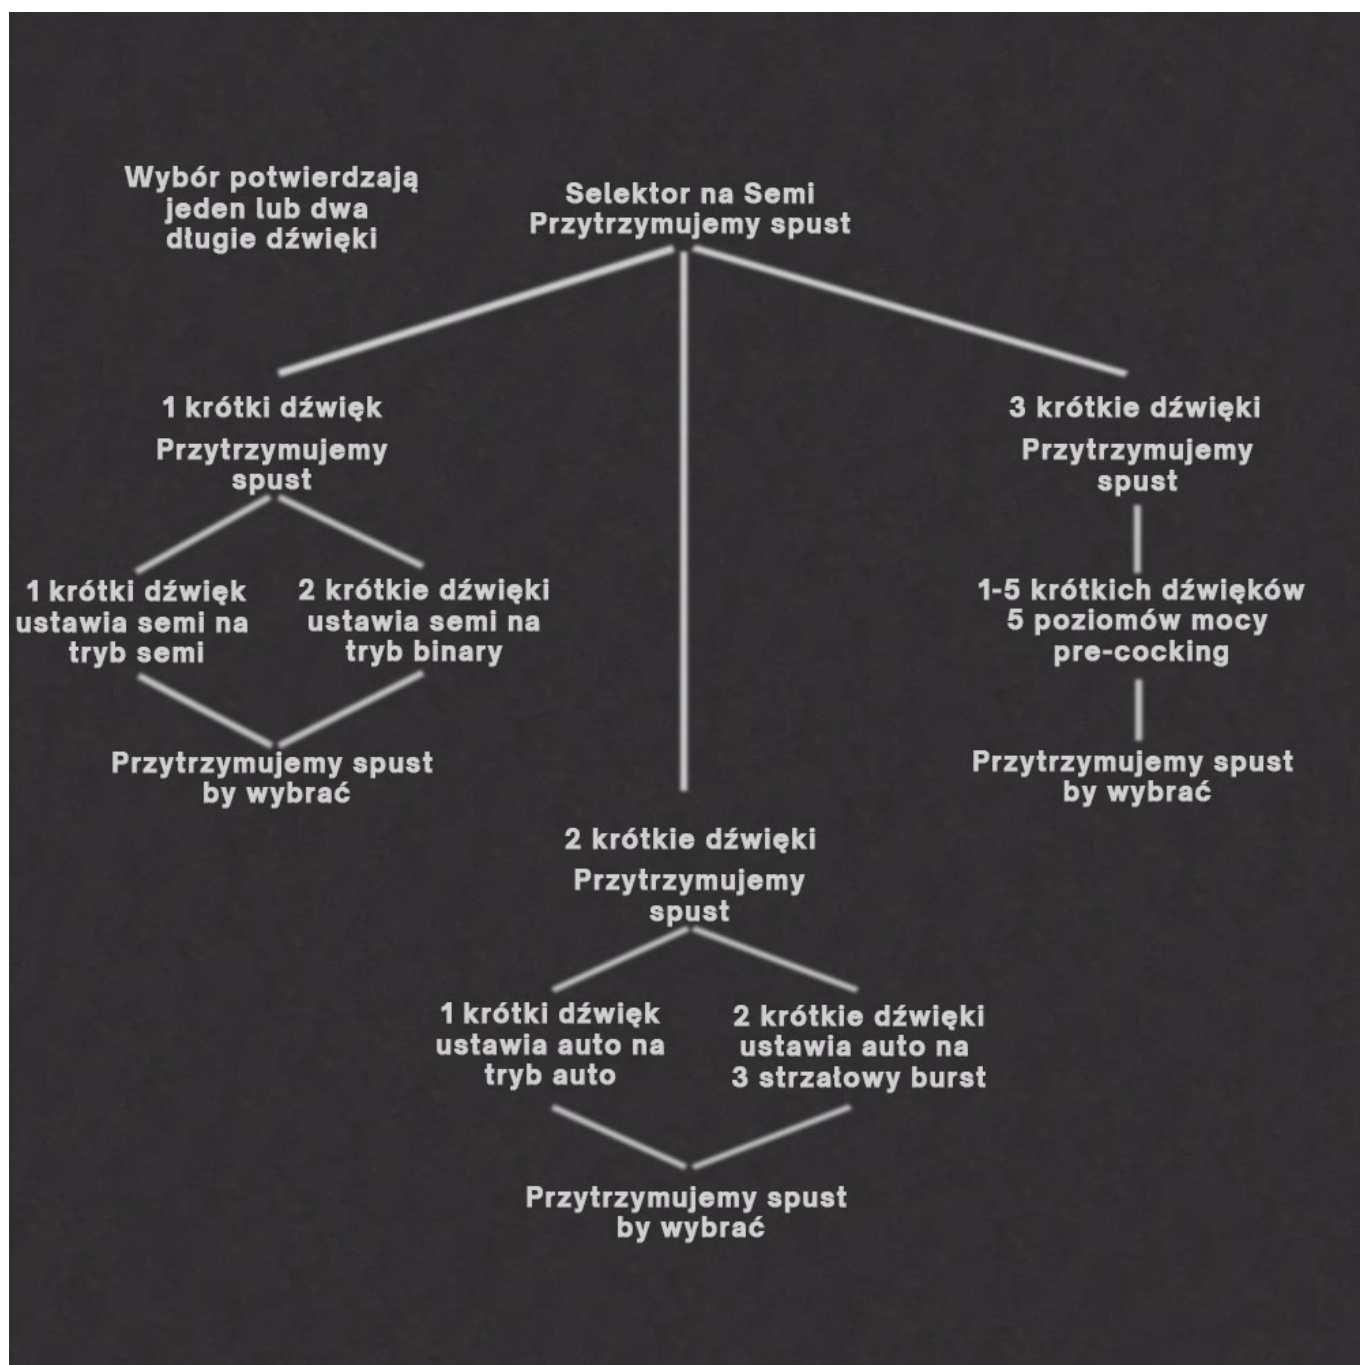 Wybór potwierdzają
jeden lub dwa
długie dźwięki
Selektor na Semi
Przytrzymujemy spust
1 krótki dźwięk
Przytrzymujemy
spust
1 krótki dźwięk
ustawia semi na
tryb semi
2 krótkie dźwięki
ustawia semi na
tryb binary
Przytrzymujemy spust
by wybrać
2 krótkie dźwięki
Przytrzymujemy
spust
1 krótki dźwięk
ustawia auto na
tryb auto
2 krótkie dźwięki
ustawia auto na
3 strzałowy burst
Przytrzymujemy spust
by wybrać
3 krótkie dźwięki
Przytrzymujemy
spust
1-5 krótkich dźwięków
5 poziomów mocy
pre-cocking
Przytrzymujemy spust
by wybrać